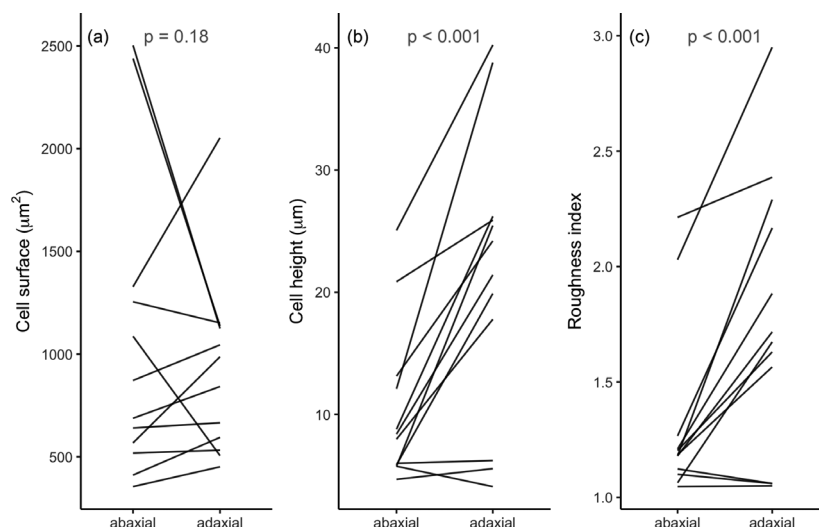 (a)
p = 0.18
Cell surface (μm²)
2500
2000
1500
1000
500
abaxial
adaxial
(b)
p < 0.001
Cell height (μm)
40
30
20
10
abaxial
adaxial
(c)
p < 0.001
Roughness index
3.0
2.5
2.0
1.5
1.0
abaxial
adaxial